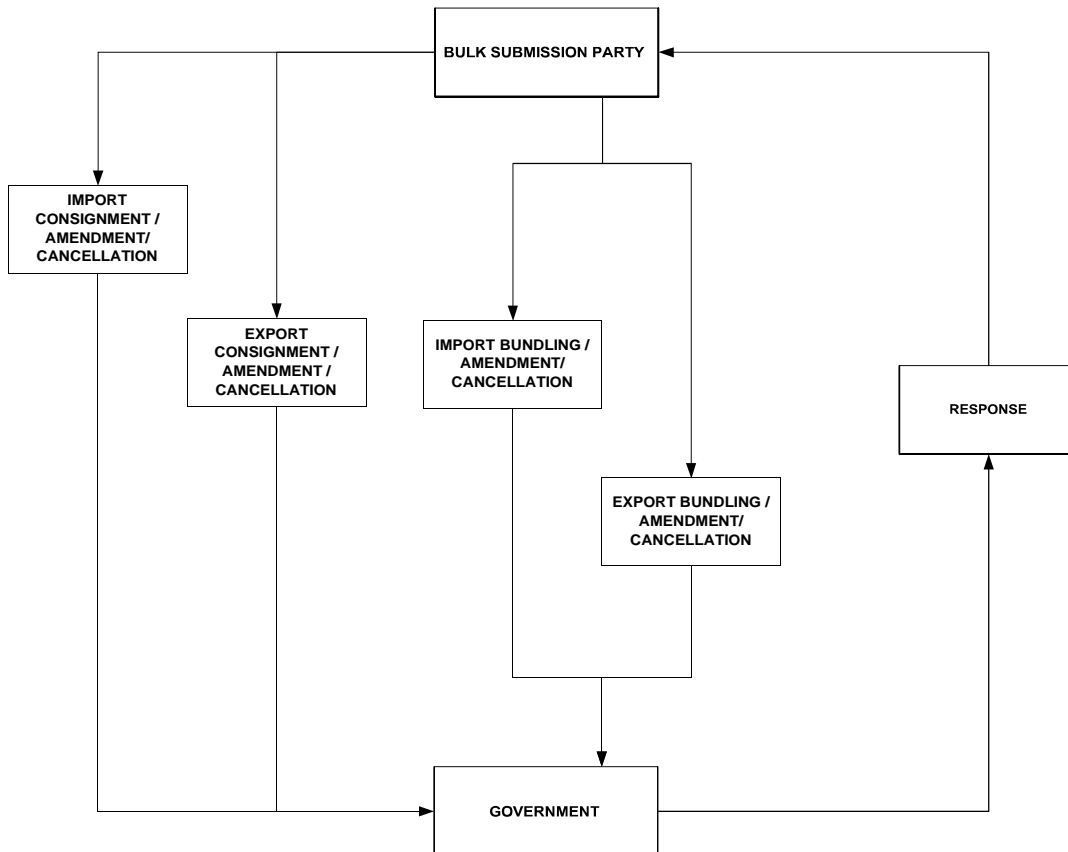 BULK SUBMISSION PARTY
IMPORT
CONSIGNMENT /
AMENDMENT/
CANCELLATION
EXPORT
CONSIGNMENT /
AMENDMENT /
CANCELLATION
IMPORT BUNDLING /
AMENDMENT/
CANCELLATION
RESPONSE
EXPORT BUNDLING /
AMENDMENT/
CANCELLATION
GOVERNMENT